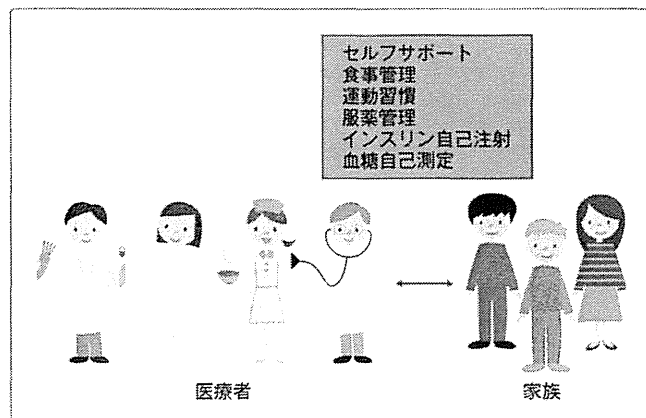 セルフサポート
食事管理
運動習慣
服薬管理
インスリン自己注射
血糖自己測定
医療者
家族